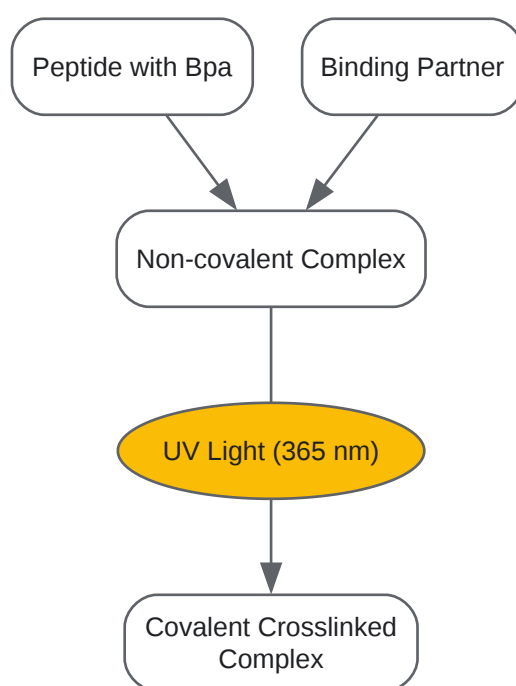 Peptide with Bpa
Binding Partner
Non-covalent Complex
UV Light (365 nm)
Covalent Crosslinked
Complex